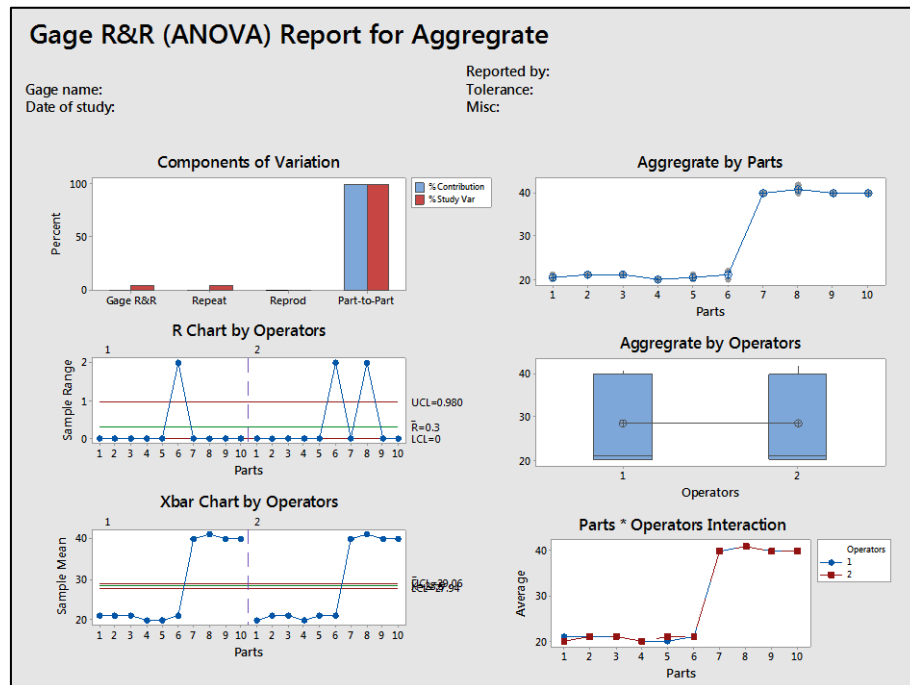 Gage R&R (ANOVA) Report for Aggregrate
Reported by:
Gage name:
Tolerance:
Date of study:
Misc:
Components of Variation
100
50
0
Percent
Gage R&R Repeat Reprod Part-to-Part
% Contribution
% Study Var
Aggregrate by Parts
40
30
20
1 2 3 4 5 6 7 8 9 10
Parts
R Chart by Operators
1 2
2
1
0
Sample Range
UCL=0.980
R=0.3
LCL=0
1 2 3 4 5 6 7 8 9 10 1 2 3 4 5 6 7 8 9 10
Parts
Aggregrate by Operators
40
30
20
1 2
Operators
Xbar Chart by Operators
1 2
40
30
20
Sample Mean
UCL=29.06
LCL=27.94
1 2 3 4 5 6 7 8 9 10 1 2 3 4 5 6 7 8 9 10
Parts
Parts * Operators Interaction
40
30
20
Average
1 2 3 4 5 6 7 8 9 10
Parts
Operators
1
2